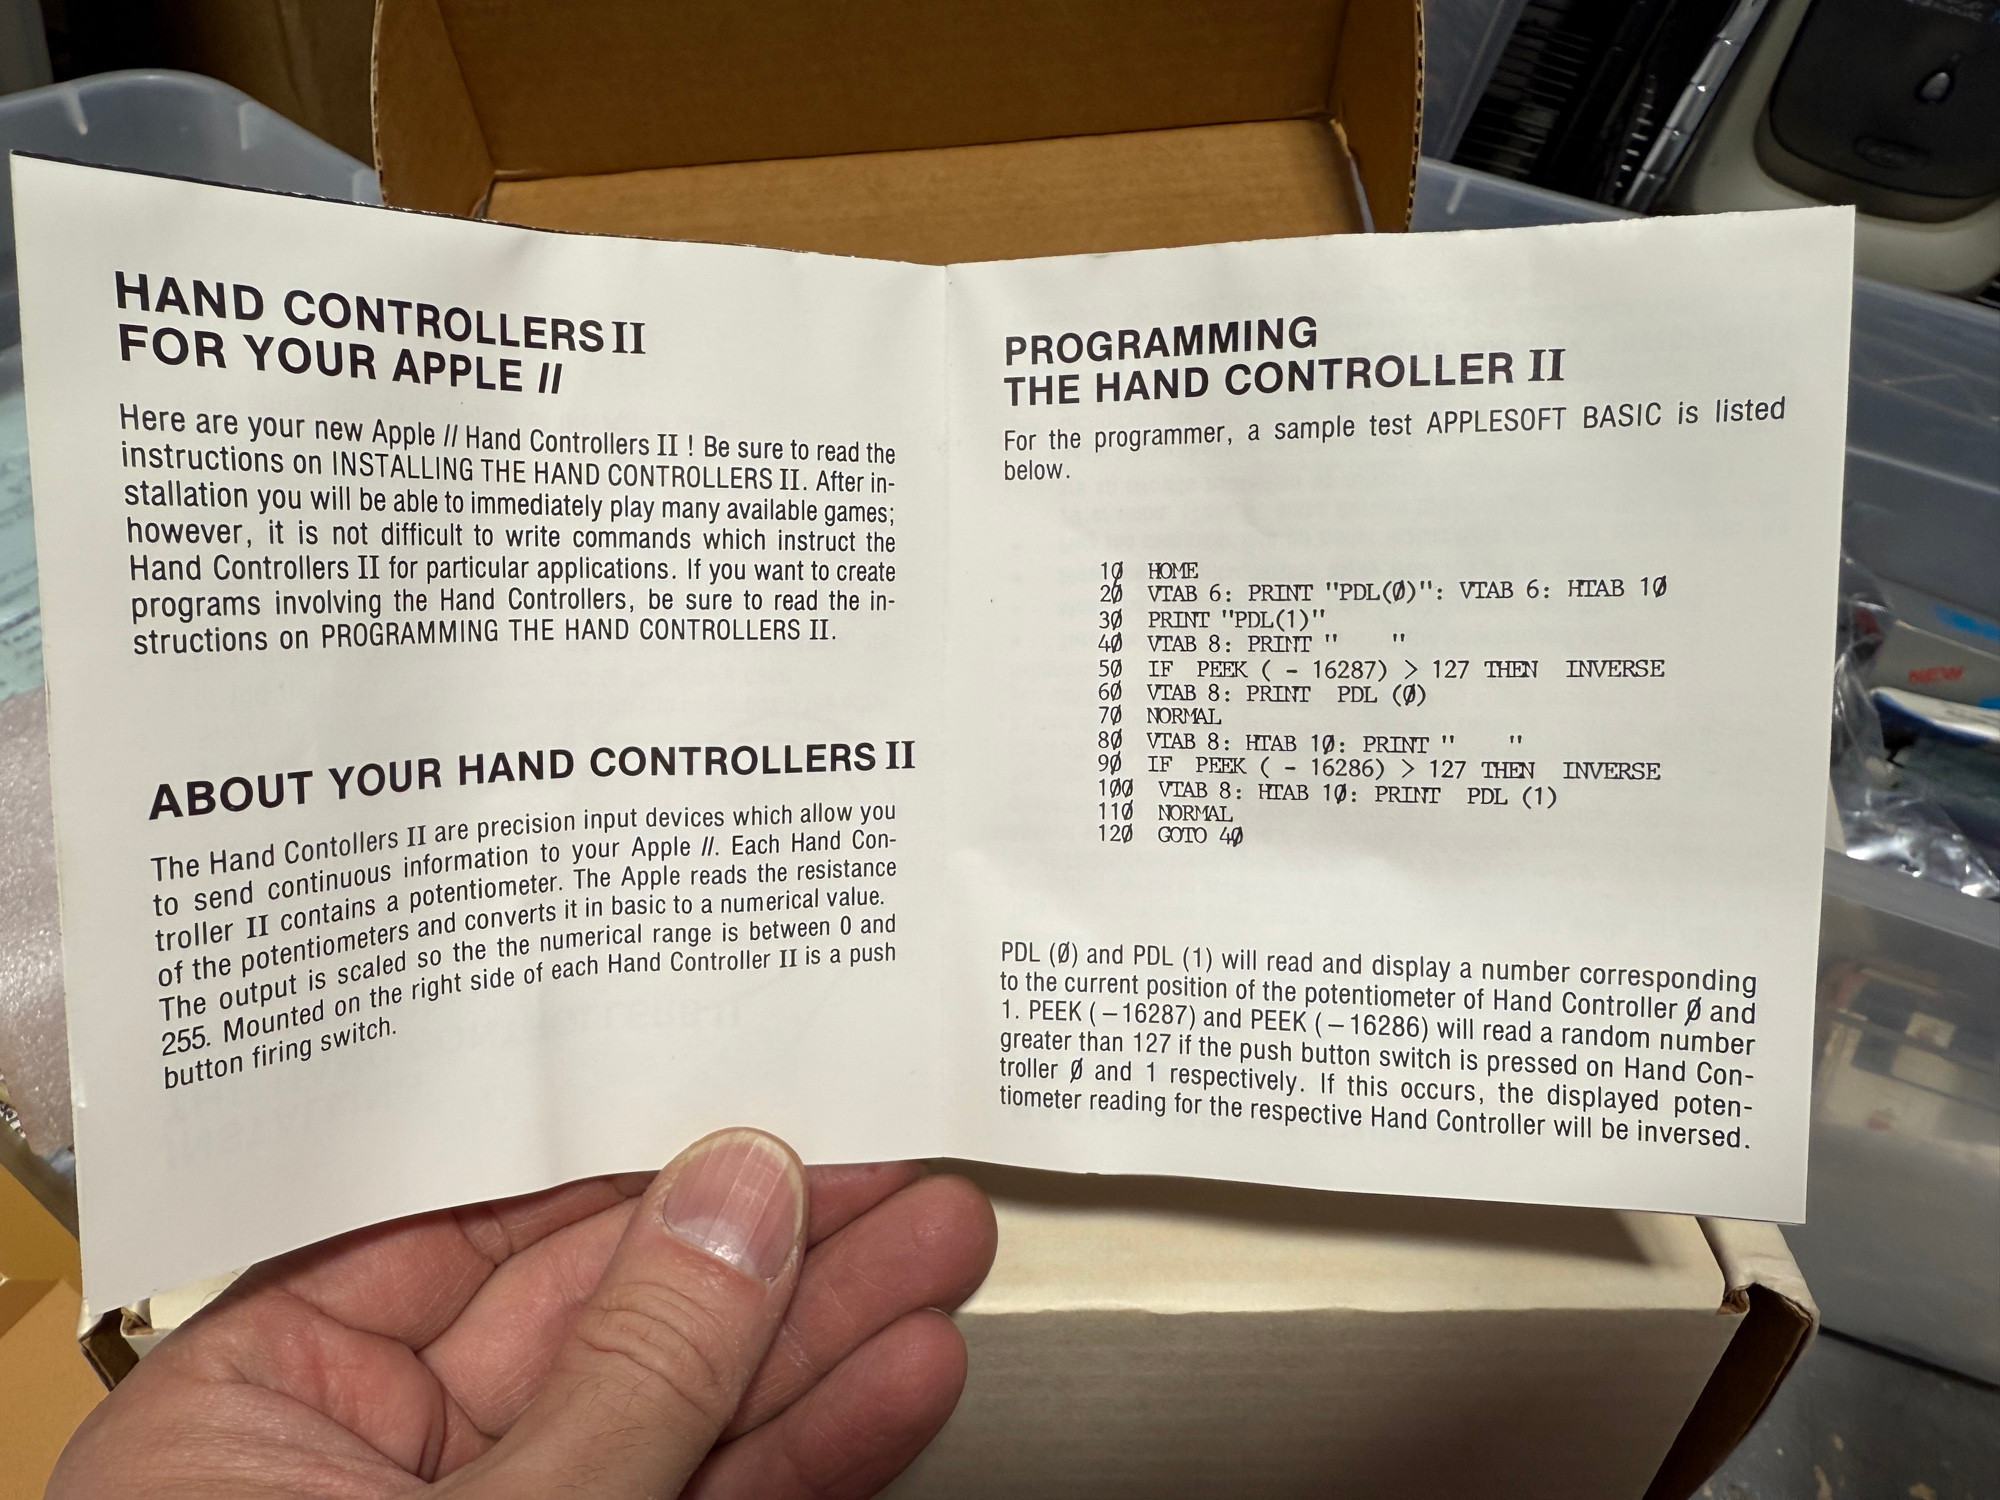 HAND CONTROLLERS II
FOR YOUR APPLE //
Here are your new Apple // Hand Controllers II ! Be sure to read the
instructions on INSTALLING THE HAND CONTROLLERS II. After in-
stallation you will be able to immediately play many available games;
however, it is not difficult to write commands which instruct the
Hand Controllers II for particular applications. If you want to create
programs involving the Hand Controllers, be sure to read the in-
structions on PROGRAMMING THE HAND CONTROLLERS II.
ABOUT YOUR HAND CONTROLLERS II
The Hand Contollers II are precision input devices which allow you
to send continuous information to your Apple //. Each Hand Con-
troller II contains a potentiometer. The Apple reads the resistance
of the potentiometers and converts it in basic to a numerical value.
The output is scaled so the the numerical range is between 0 and
255. Mounted on the right side of each Hand Controller II is a push
button firing switch.
PROGRAMMING
THE HAND CONTROLLER II
For the programmer, a sample test APPLESOFT BASIC is listed
below.
1Ø HOME
2Ø VTAB 6: PRINT "PDL(Ø)": VTAB 6: HTAB 1Ø
3Ø PRINT "PDL(1)"
4Ø VTAB 8: PRINT "    "
5Ø IF PEEK ( - 16287) > 127 THEN INVERSE
6Ø VTAB 8: PRINT PDL (Ø)
7Ø NORMAL
8Ø VTAB 8: HTAB 1Ø: PRINT "    "
9Ø IF PEEK ( - 16286) > 127 THEN INVERSE
1ØØ VTAB 8: HTAB 1Ø: PRINT PDL (1)
11Ø NORMAL
12Ø GOTO 4Ø
PDL (Ø) and PDL (1) will read and display a number corresponding
to the current position of the potentiometer of Hand Controller Ø and
1. PEEK (−16287) and PEEK (−16286) will read a random number
greater than 127 if the push button switch is pressed on Hand Con-
troller Ø and 1 respectively. If this occurs, the displayed poten-
tiometer reading for the respective Hand Controller will be inversed.
NEW